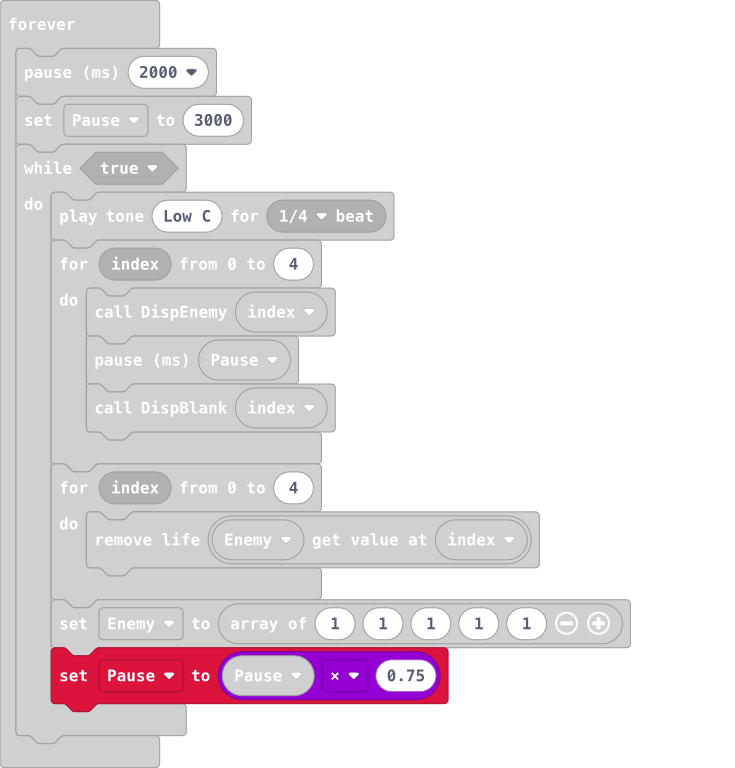 forever
pause (ms) 2000
set Pause to 3000
while true
do
play tone Low C for 1/4 beat
for index from 0 to 4
do
call DispEnemy index
pause (ms) Pause
call DispBlank index
for index from 0 to 4
do
remove life Enemy get value at index
set Enemy to array of 1 1 1 1 1
set Pause to Pause × 0.75